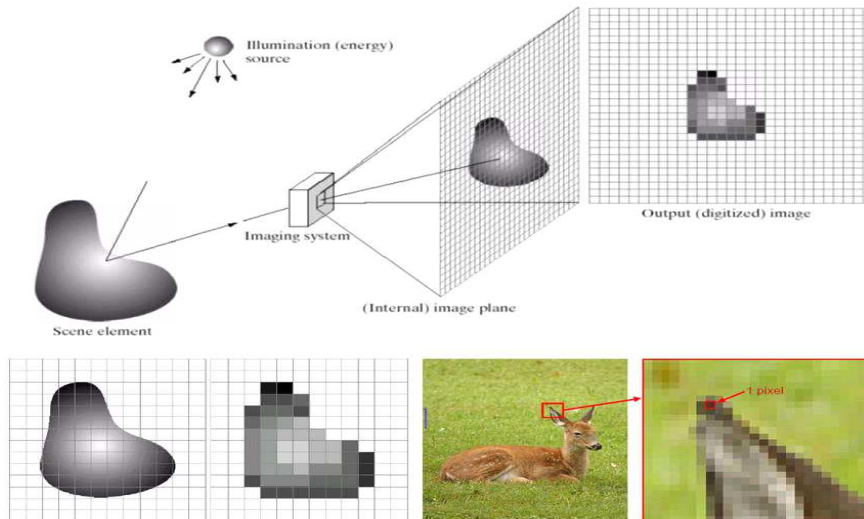 Illumination (energy)
source
Output (digitized) image
Imaging system
(Internal) image plane
Scene element
1 pixel